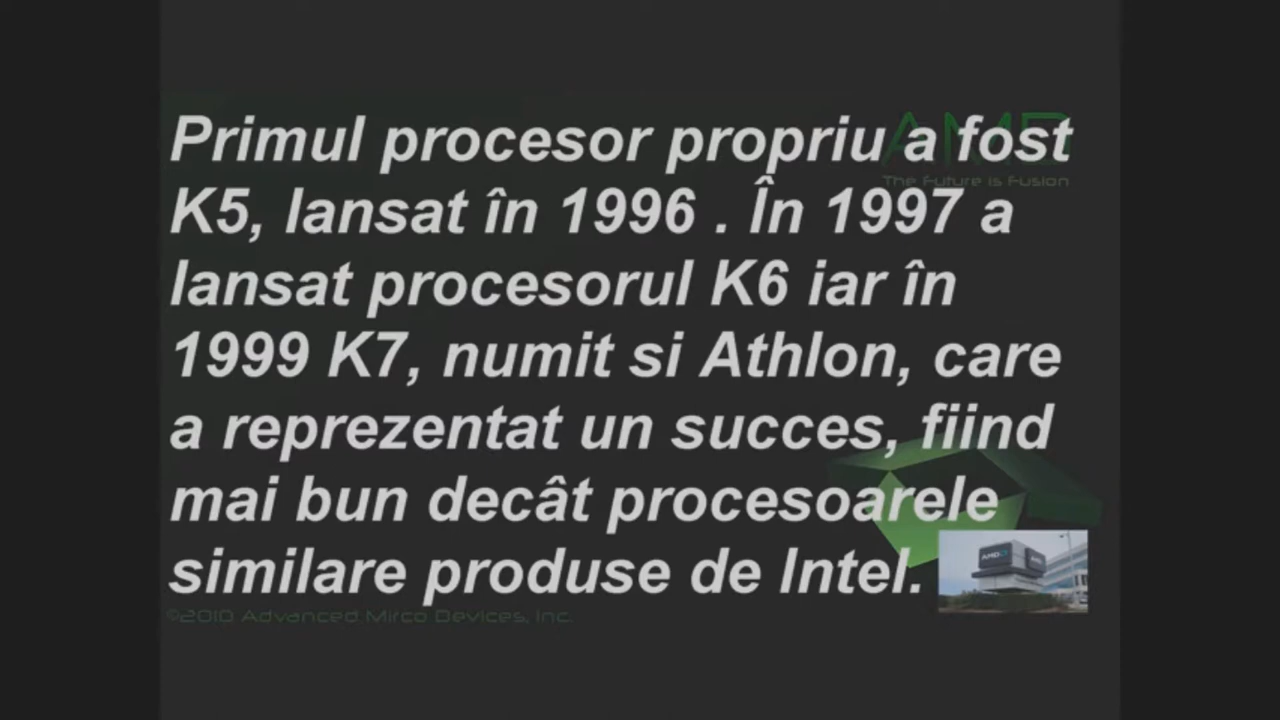 Primul procesor propriu a fost
AMD
The Future is Fusion
K5, lansat în 1996 . În 1997 a
lansat procesorul K6 iar în
1999 K7, numit si Athlon, care
a reprezentat un succes, fiind
mai bun decât procesoarele
similare produse de Intel.
AMD
©2010 Advanced Mirco Devices, Inc.